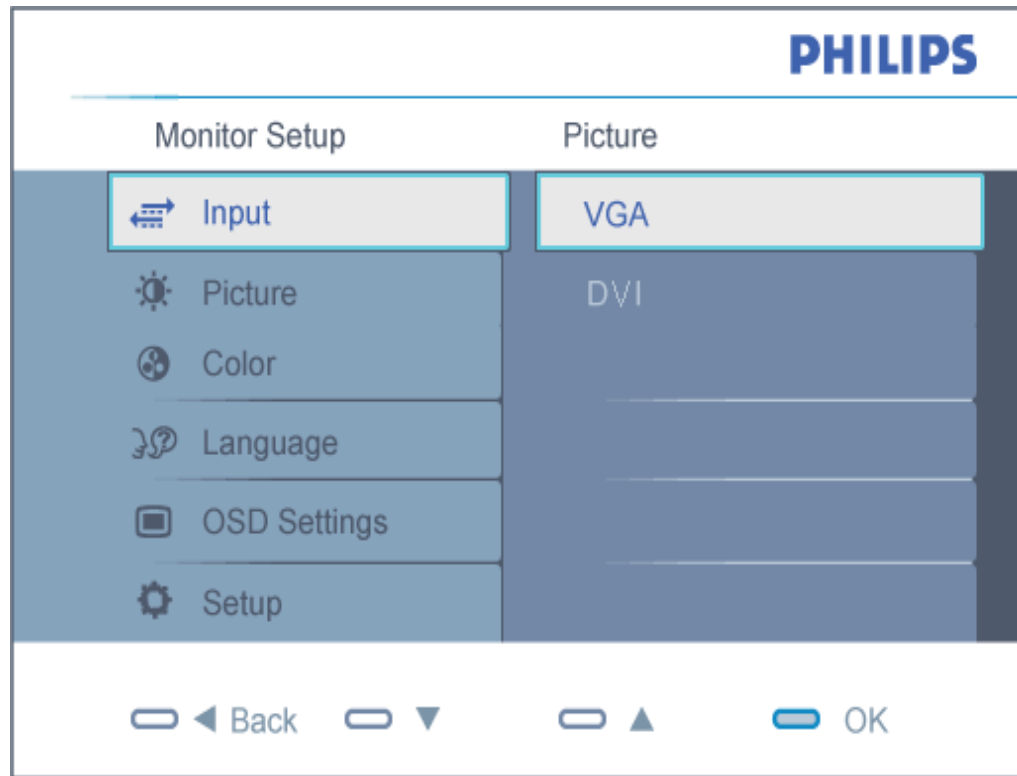 PHILIPS
Monitor Setup Picture
Input VGA
Picture DVI
Color
Language
OSD Settings
Setup
Back OK